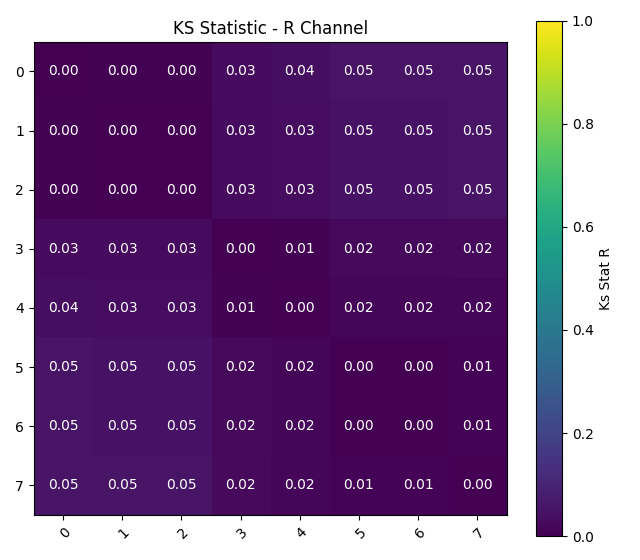 KS Statistic - R Channel
0 0.00 0.00 0.00 0.03 0.04 0.05 0.05 0.05
1 0.00 0.00 0.00 0.03 0.03 0.05 0.05 0.05
2 0.00 0.00 0.00 0.03 0.03 0.05 0.05 0.05
3 0.03 0.03 0.03 0.00 0.01 0.02 0.02 0.02
4 0.04 0.03 0.03 0.01 0.00 0.02 0.02 0.02
5 0.05 0.05 0.05 0.02 0.02 0.00 0.00 0.01
6 0.05 0.05 0.05 0.02 0.02 0.00 0.00 0.01
7 0.05 0.05 0.05 0.02 0.02 0.01 0.01 0.00
0 1 2 3 4 5 6 7
1.0
0.8
0.6
0.4
0.2
0.0
Ks Stat R